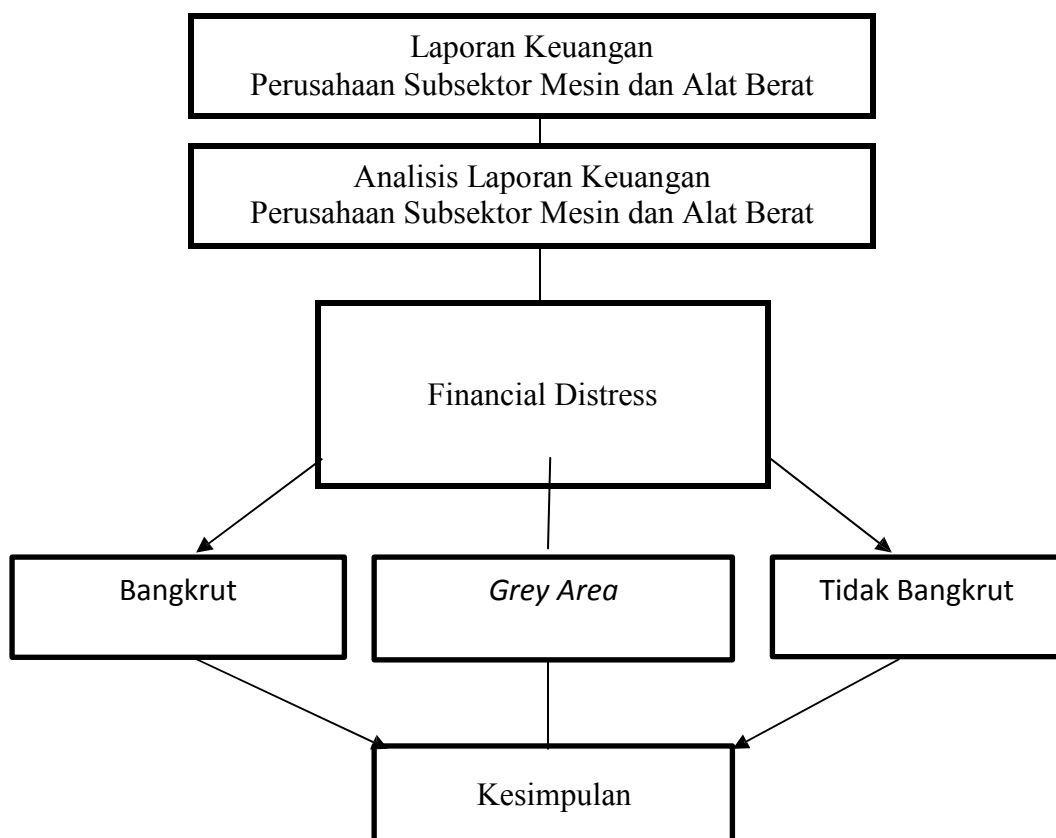 Laporan Keuangan
Perusahaan Subsektor Mesin dan Alat Berat
Analisis Laporan Keuangan
Perusahaan Subsektor Mesin dan Alat Berat
Financial Distress
Bangkrut
Grey Area
Tidak Bangkrut
Kesimpulan